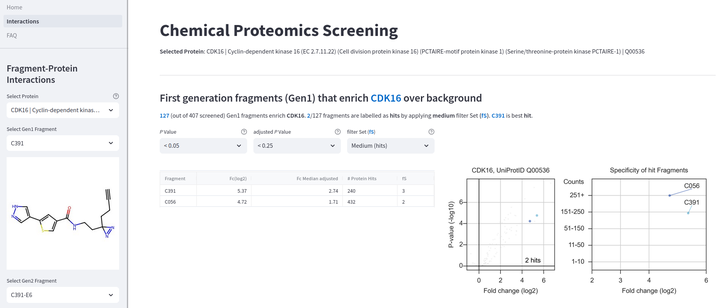 Home
Interactions
FAQ
Fragment-Protein
Interactions
Select Protein
CDK16 | Cyclin-dependent kinas...
Select Gen1 Fragment
C391
HN
N
S
O
N
H
N
N
Select Gen2 Fragment
C391-E6
Chemical Proteomics Screening
Selected Protein: CDK16 | Cyclin-dependent kinase 16 (EC 2.7.11.22) (Cell division protein kinase 16) (PCTAIRE-motif protein kinase 1) (Serine/threonine-protein kinase PCTAIRE-1) | Q00536
First generation fragments (Gen1) that enrich CDK16 over background
127 (out of 407 screened) Gen1 fragments enrich CDK16. 2/127 fragments are labelled as hits by applying medium filter Set (fS). C391 is best hit.
P Value
adjusted P Value
filter Set (fS)
< 0.05
< 0.25
Medium (hits)
Fragment Fc(log2) Fc Median adjusted # Protein Hits fS
C391 5.37 2.74 240 3
C056 4.72 1.71 432 2
CDK16, UniProtID Q00536
P-value (-log10)
6
4
2
0
2 hits
0 2 4 6
Fold change (log2)
Specificity of hit Fragments
Counts
251+
151-250
51-150
11-50
1-10
C056
C391
2 3 4 5 6
Fold change (log2)